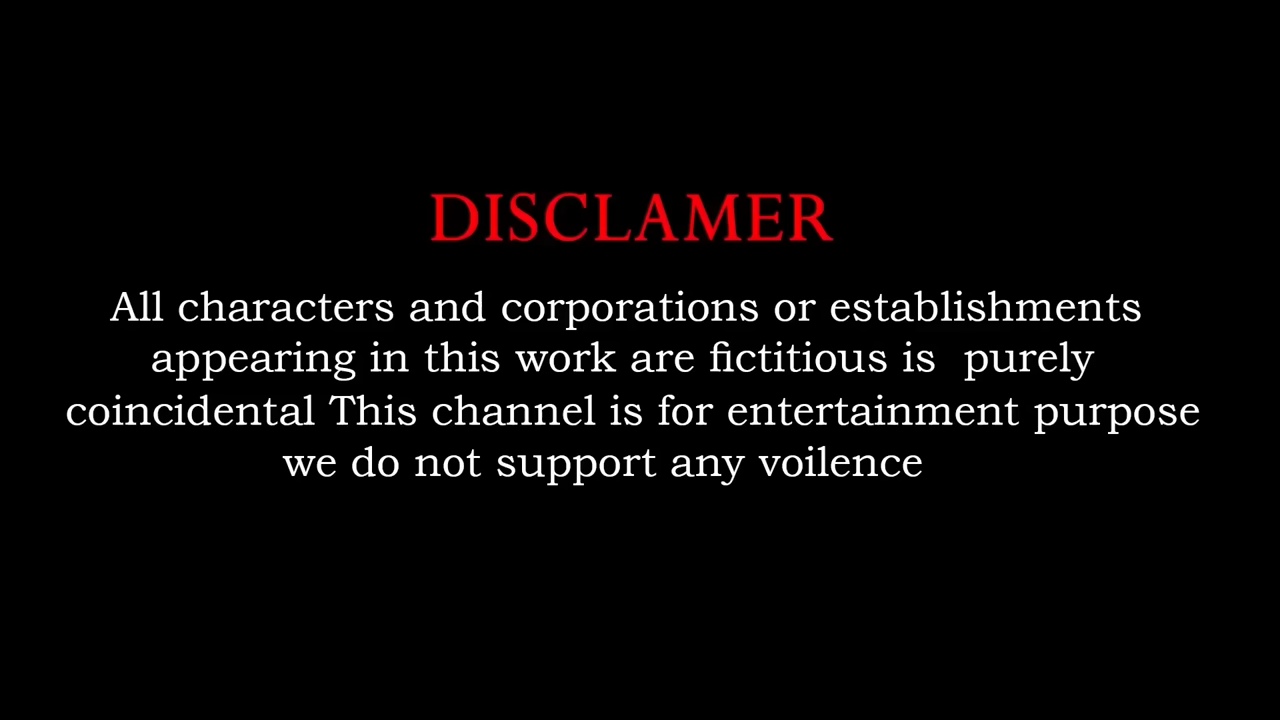 DISCLAMER
All characters and corporations or establishments
appearing in this work are fictitious is  purely
coincidental This channel is for entertainment purpose
we do not support any voilence